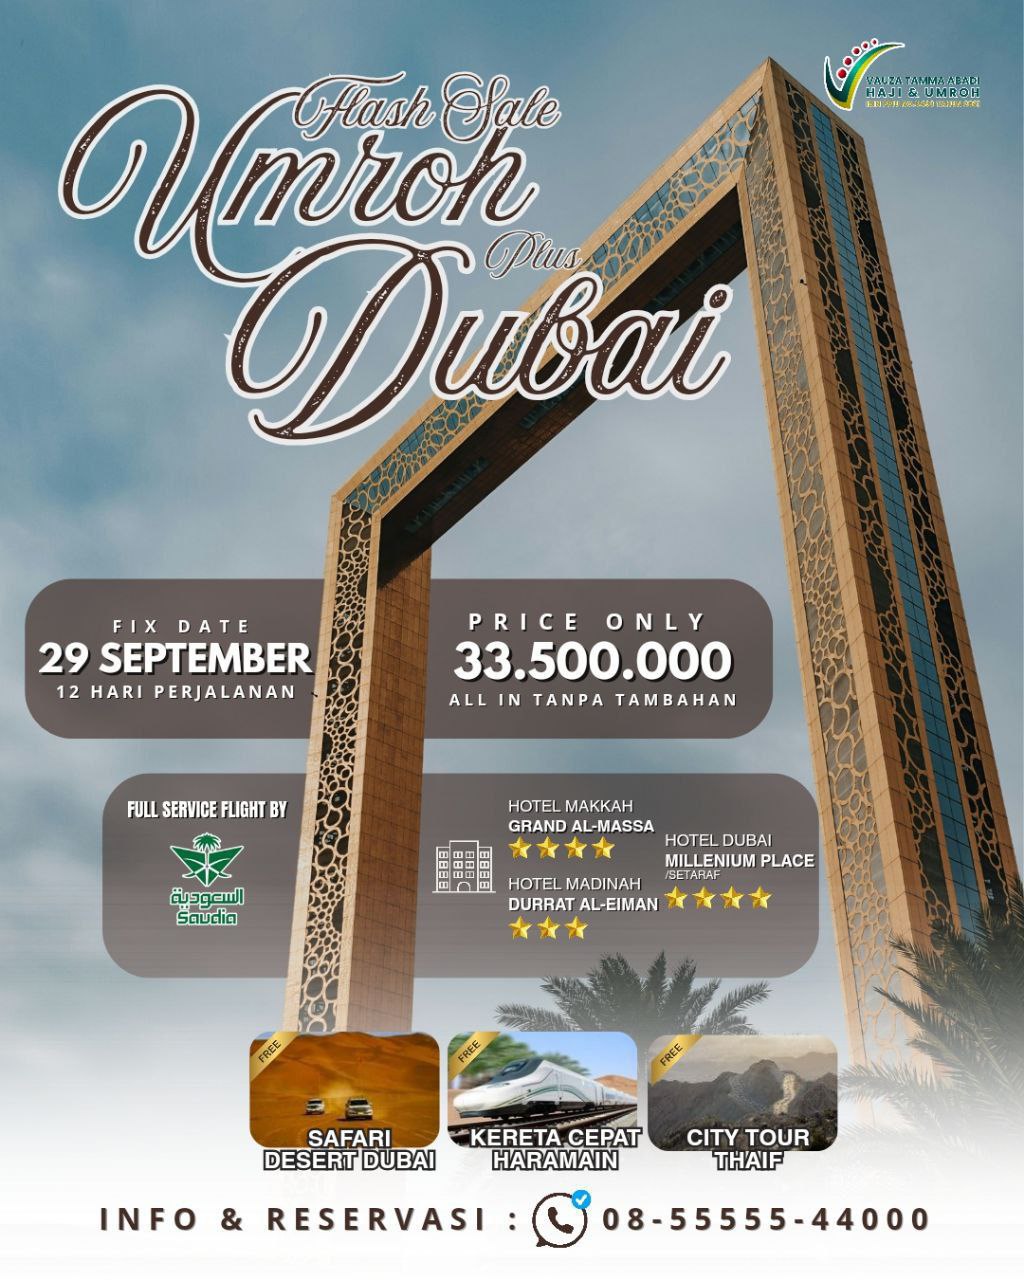 VAUZA TAMMA ABADI
HAJI & UMROH
Flash Sale
Umroh
Plus
Dubai
FIX DATE
29 SEPTEMBER
12 HARI PERJALANAN
PRICE ONLY
33.500.000
ALL IN TANPA TAMBAHAN
FULL SERVICE FLIGHT BY
السعودية
Saudia
HOTEL MAKKAH
GRAND AL-MASSA
HOTEL MADINAH
DURRAT AL-EIMAN
HOTEL DUBAI
MILLENIUM PLACE
/SETARAF
FREE
SAFARI
DESERT DUBAI
FREE
KERETA CEPAT
HARAMAIN
FREE
CITY TOUR
THAIF
INFO & RESERVASI : 08-55555-44000